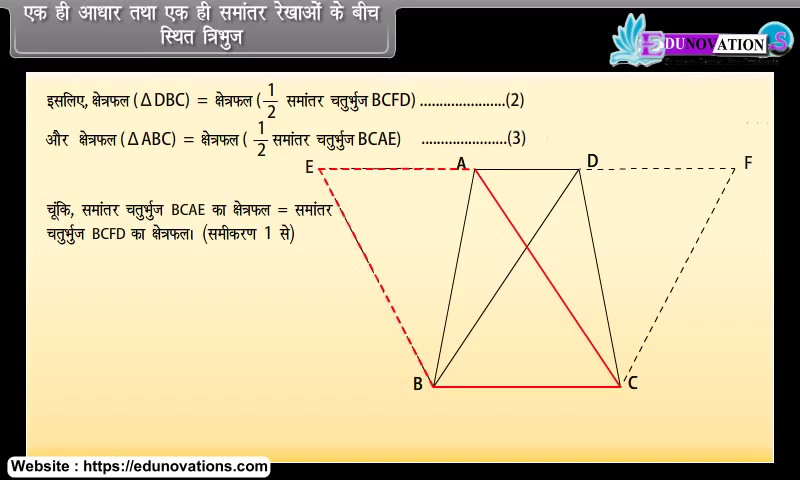 एक ही आधार तथा एक ही समांतर रेखाओं के बीच
स्थित त्रिभुज
EDUNOVATIONS
इसलिए, क्षेत्रफल (Δ DBC) = क्षेत्रफल (1/2 समांतर चतुर्भुज BCFD) ......................(2)
और क्षेत्रफल (Δ ABC) = क्षेत्रफल ( 1/2 समांतर चतुर्भुज BCAE) ......................(3)
E A D F
चूंकि, समांतर चतुर्भुज BCAE का क्षेत्रफल = समांतर
चतुर्भुज BCFD का क्षेत्रफल। (समीकरण 1 से)
B C
Website : https://edunovations.com